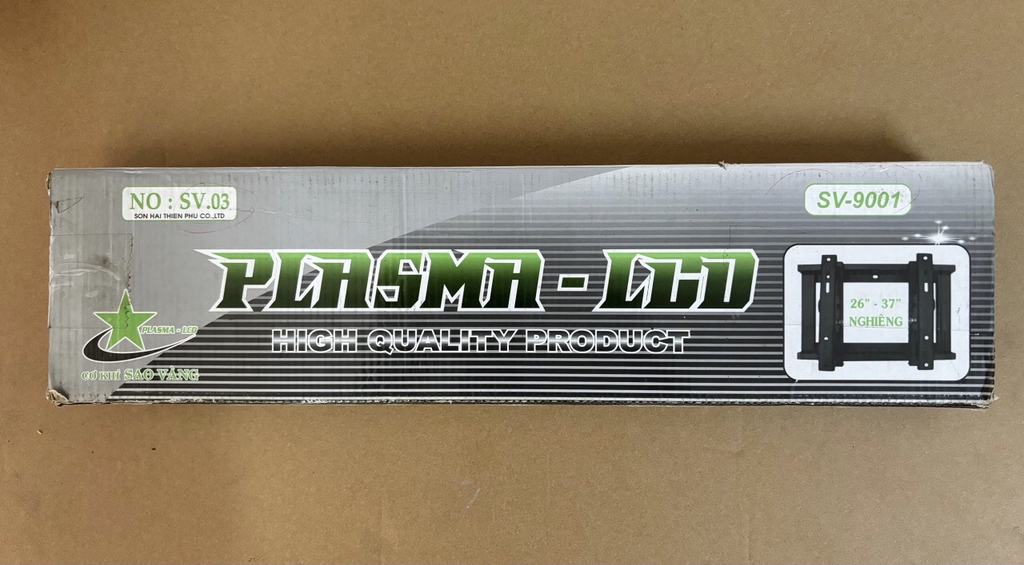 NO : SV.03
SON HAI THIEN PHU CO.,LTD
SV-9001
PLASMA - LCD
HIGH QUALITY PRODUCT
26" - 37"
NGHIÊNG
PLASMA - LCD
CƠ KHÍ SAO VÀNG